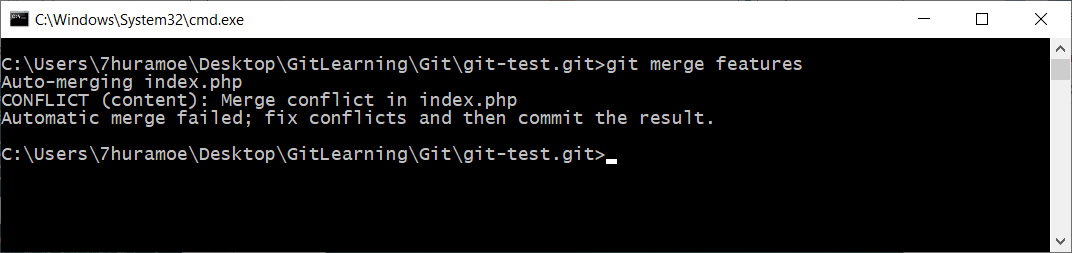 C:\Windows\System32\cmd.exe
C:\Users\7huramoe\Desktop\GitLearning\Git\git-test.git>git merge features
Auto-merging index.php
CONFLICT (content): Merge conflict in index.php
Automatic merge failed; fix conflicts and then commit the result.
C:\Users\7huramoe\Desktop\GitLearning\Git\git-test.git>